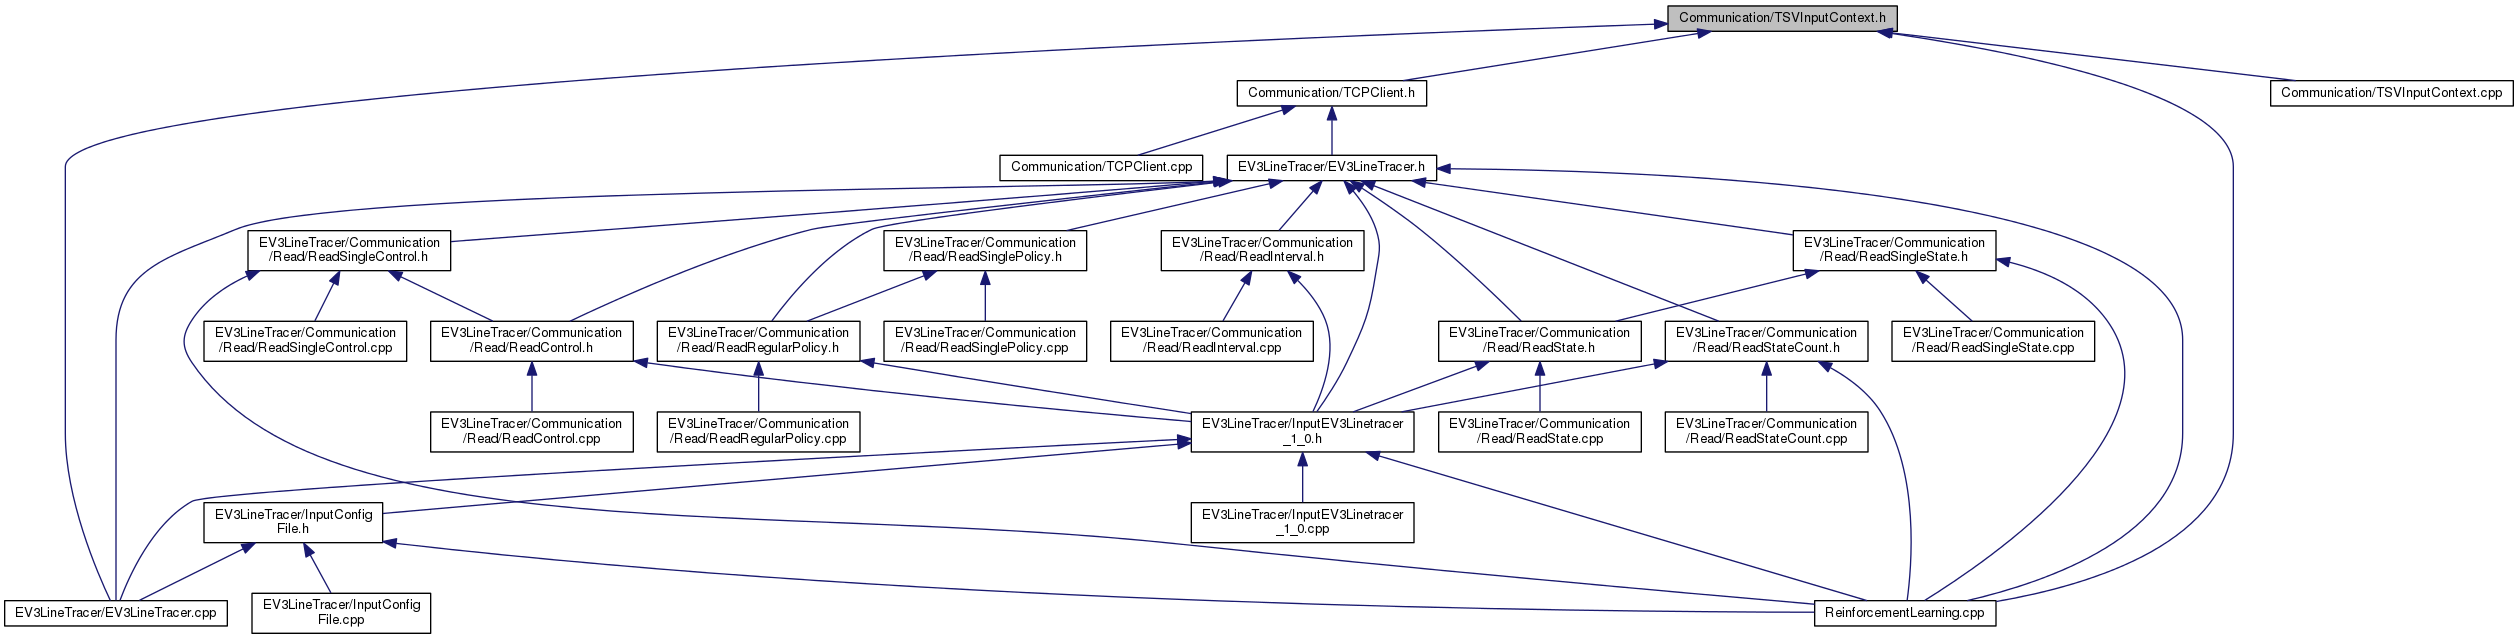 Communication/TSVInputContext.h
Communication/TCPClient.h
Communication/TSVInputContext.cpp
Communication/TCPClient.cpp
EV3LineTracer/EV3LineTracer.h
EV3LineTracer/Communication
/Read/ReadSingleControl.h
EV3LineTracer/Communication
/Read/ReadSinglePolicy.h
EV3LineTracer/Communication
/Read/ReadInterval.h
EV3LineTracer/Communication
/Read/ReadSingleState.h
EV3LineTracer/Communication
/Read/ReadSingleControl.cpp
EV3LineTracer/Communication
/Read/ReadControl.h
EV3LineTracer/Communication
/Read/ReadRegularPolicy.h
EV3LineTracer/Communication
/Read/ReadSinglePolicy.cpp
EV3LineTracer/Communication
/Read/ReadInterval.cpp
EV3LineTracer/Communication
/Read/ReadState.h
EV3LineTracer/Communication
/Read/ReadStateCount.h
EV3LineTracer/Communication
/Read/ReadSingleState.cpp
EV3LineTracer/Communication
/Read/ReadControl.cpp
EV3LineTracer/Communication
/Read/ReadRegularPolicy.cpp
EV3LineTracer/InputEV3Linetracer
_1_0.h
EV3LineTracer/Communication
/Read/ReadState.cpp
EV3LineTracer/Communication
/Read/ReadStateCount.cpp
EV3LineTracer/InputConfig
File.h
EV3LineTracer/InputEV3Linetracer
_1_0.cpp
EV3LineTracer/EV3LineTracer.cpp
EV3LineTracer/InputConfig
File.cpp
ReinforcementLearning.cpp